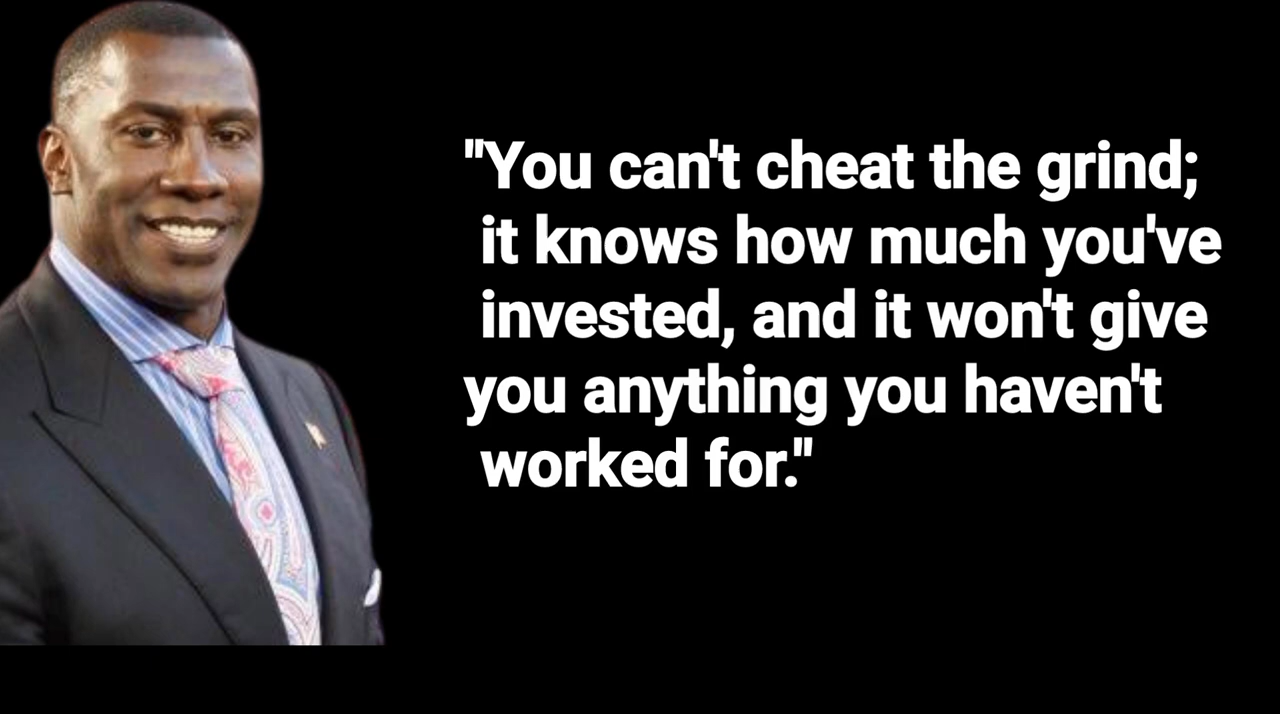 "You can't cheat the grind;
it knows how much you've
invested, and it won't give
you anything you haven't
worked for."